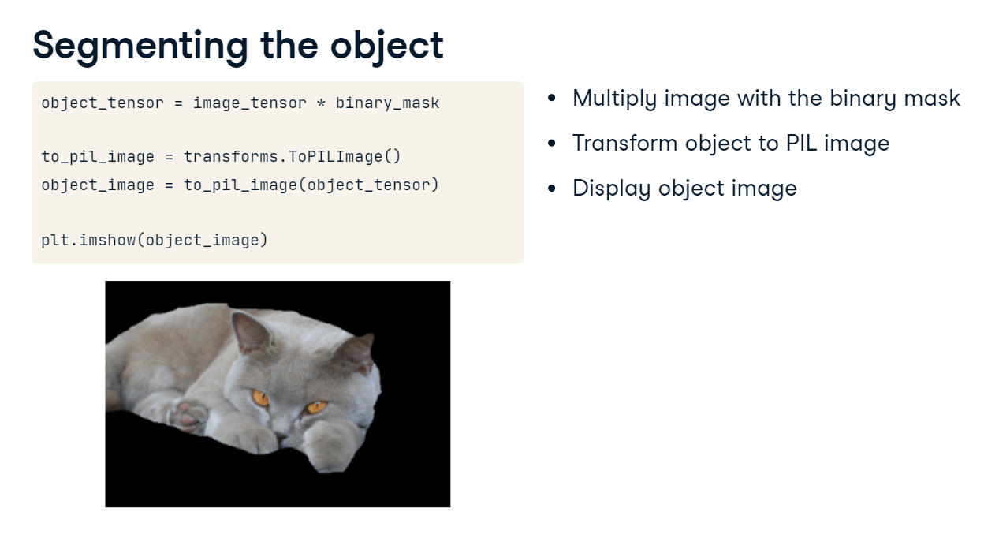 Segmenting the object
object_tensor = image_tensor * binary_mask
to_pil_image = transforms.ToPILImage()
object_image = to_pil_image(object_tensor)
plt.imshow(object_image)
• Multiply image with the binary mask
• Transform object to PIL image
• Display object image